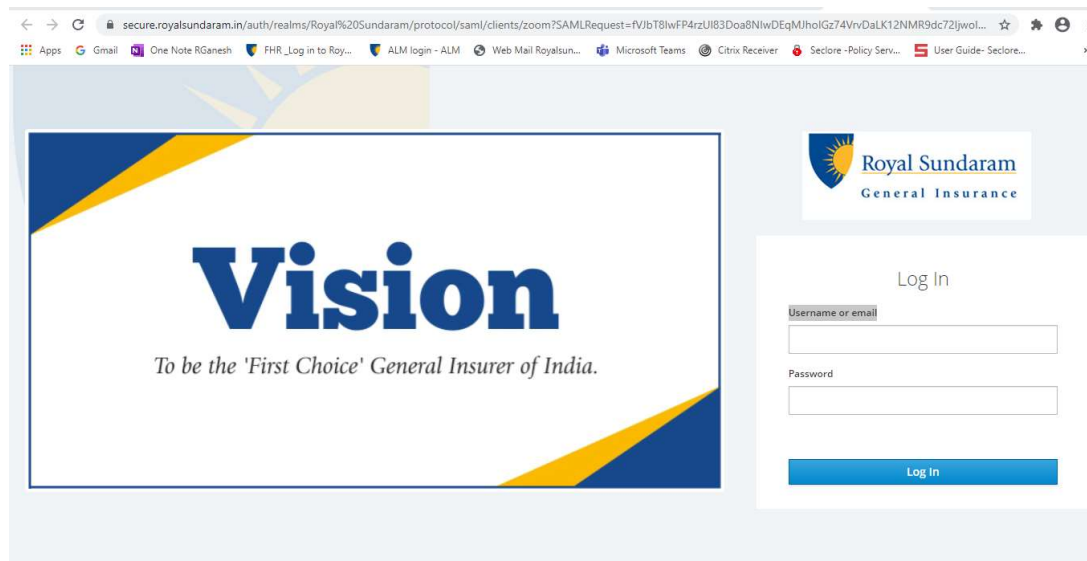 secure.royalsundaram.in/auth/realms/Royal%20Sundaram/protocol/saml/clients/zoom?SAMLRequest=
Apps Gmail One Note RGanesh FHR _Log in to Roy... ALM login - ALM Web Mail Royalsun... Microsoft Teams Citrix Receiver Seclore -Policy Serv... User Guide- Seclore...
Royal Sundaram
General Insurance
Vision
To be the 'First Choice' General Insurer of India.
Log In
Username or email
Password
Log In